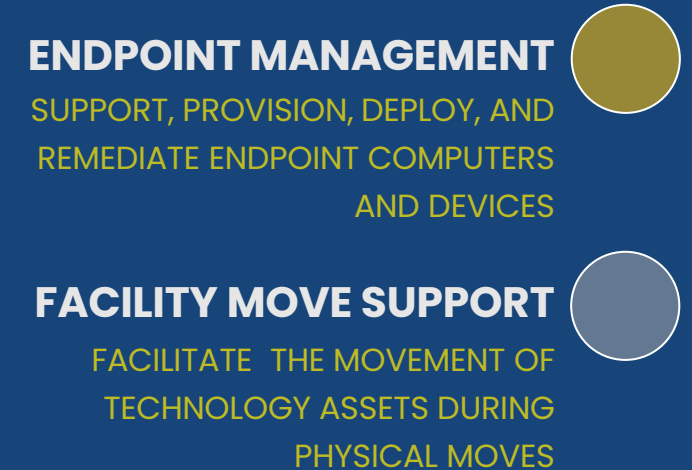 ENDPOINT MANAGEMENT
SUPPORT, PROVISION, DEPLOY, AND
REMEDIATE ENDPOINT COMPUTERS
AND DEVICES
FACILITY MOVE SUPPORT
FACILITATE THE MOVEMENT OF
TECHNOLOGY ASSETS DURING
PHYSICAL MOVES